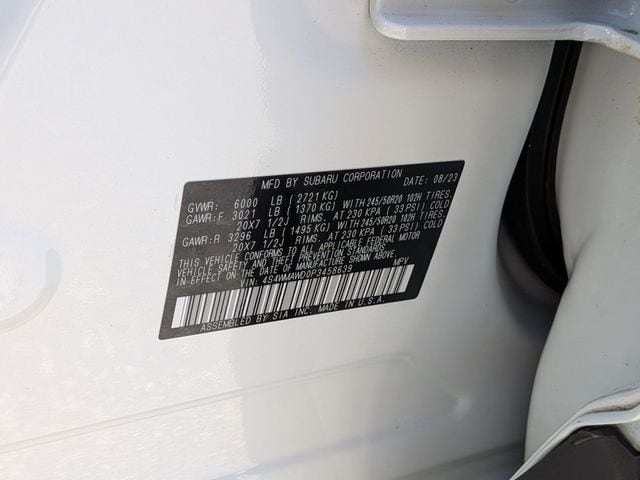 MFD BY SUBARU CORPORATION DATE: 08/23
GVWR: 6000 LB ( 2721 KG)
GAWR:F 3021 LB ( 1370 KG) WITH 245/50R20 102H TIRES,
20X7 1/2J RIMS, AT 230 KPA ( 33 PSI) COLD
GAWR:R 3296 LB ( 1495 KG) WITH 245/50R20 102H TIRES,
20X7 1/2J RIMS, AT 230 KPA ( 33 PSI) COLD
THIS VEHICLE CONFORMS TO ALL APPLICABLE FEDERAL MOTOR
VEHICLE SAFETY AND THEFT PREVENTION STANDARDS
IN EFFECT ON THE DATE OF MANUFACTURE SHOWN ABOVE.
VIN: MPV
ASSEMBLED BY SIA INC. MADE IN U.S.A.